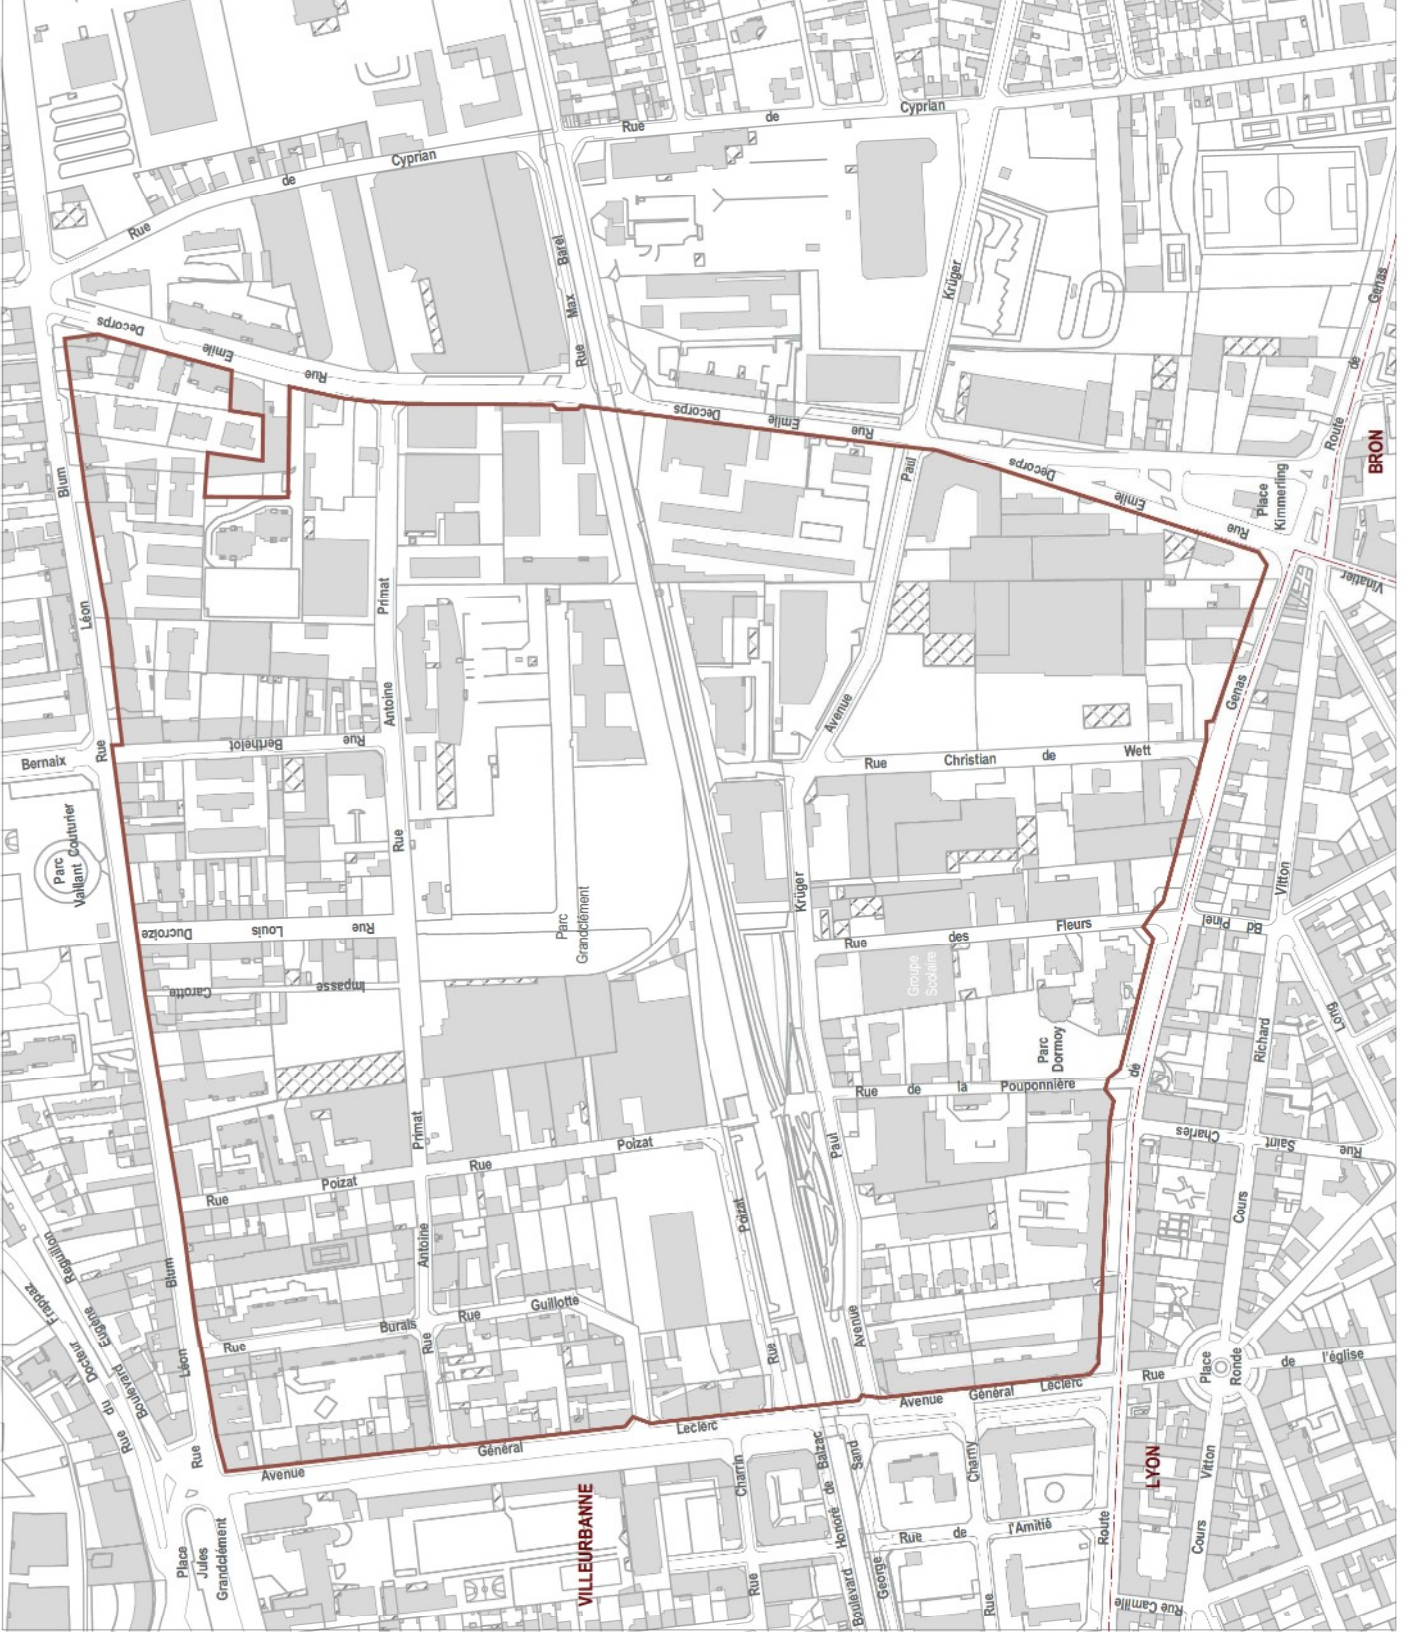 Rue
de
Cyprian
Rue
de
Cyprian
Rue
Max
Barel
Krüger
Genas
de
Route
BRON
Decorps
Emile
Rue
Decorps
Emile
Rue
Decorps
Emile
Rue
Place
Kimmerling
Vinatier
Blum
Léon
Rue
Bernaix
Parc
Vaillant Couturier
Primat
Antoine
Rue
Berthelot
Rue
Paul
Avenue
Rue
Christian
de
Wett
Genas
Krüger
Ducroize
Louis
Rue
Carotte
Impasse
Parc
Grandclément
Rue
des
Fleurs
Groupe
Scolaire
Parc
Dormoy
Rue
de
la
Pouponnière
de
Bd
Pinel
Vitton
Richard
Long
Cours
Charles
Saint
Rue
Primat
Rue
Poizat
Rue
Poizat
Paul
Poizat
Antoine
Blum
Frappaz
Reguillon
Docteur
Eugène
du
Boulevard
Rue
Léon
Rue
Rue
Burais
Rue
Rue
Guillotte
Rue
Avenue
Avenue
Général
Leclerc
Avenue
Général
Leclerc
Rue
Place
Ronde
de
l'église
Place
Jules
Grandclément
VILLEURBANNE
Charrin
Rue
Balzac
de
Honoré
Boulevard
Sand
George
Charny
Rue
Rue
de
l'Amitié
Route
LYON
Vitton
Cours
Rue Camille